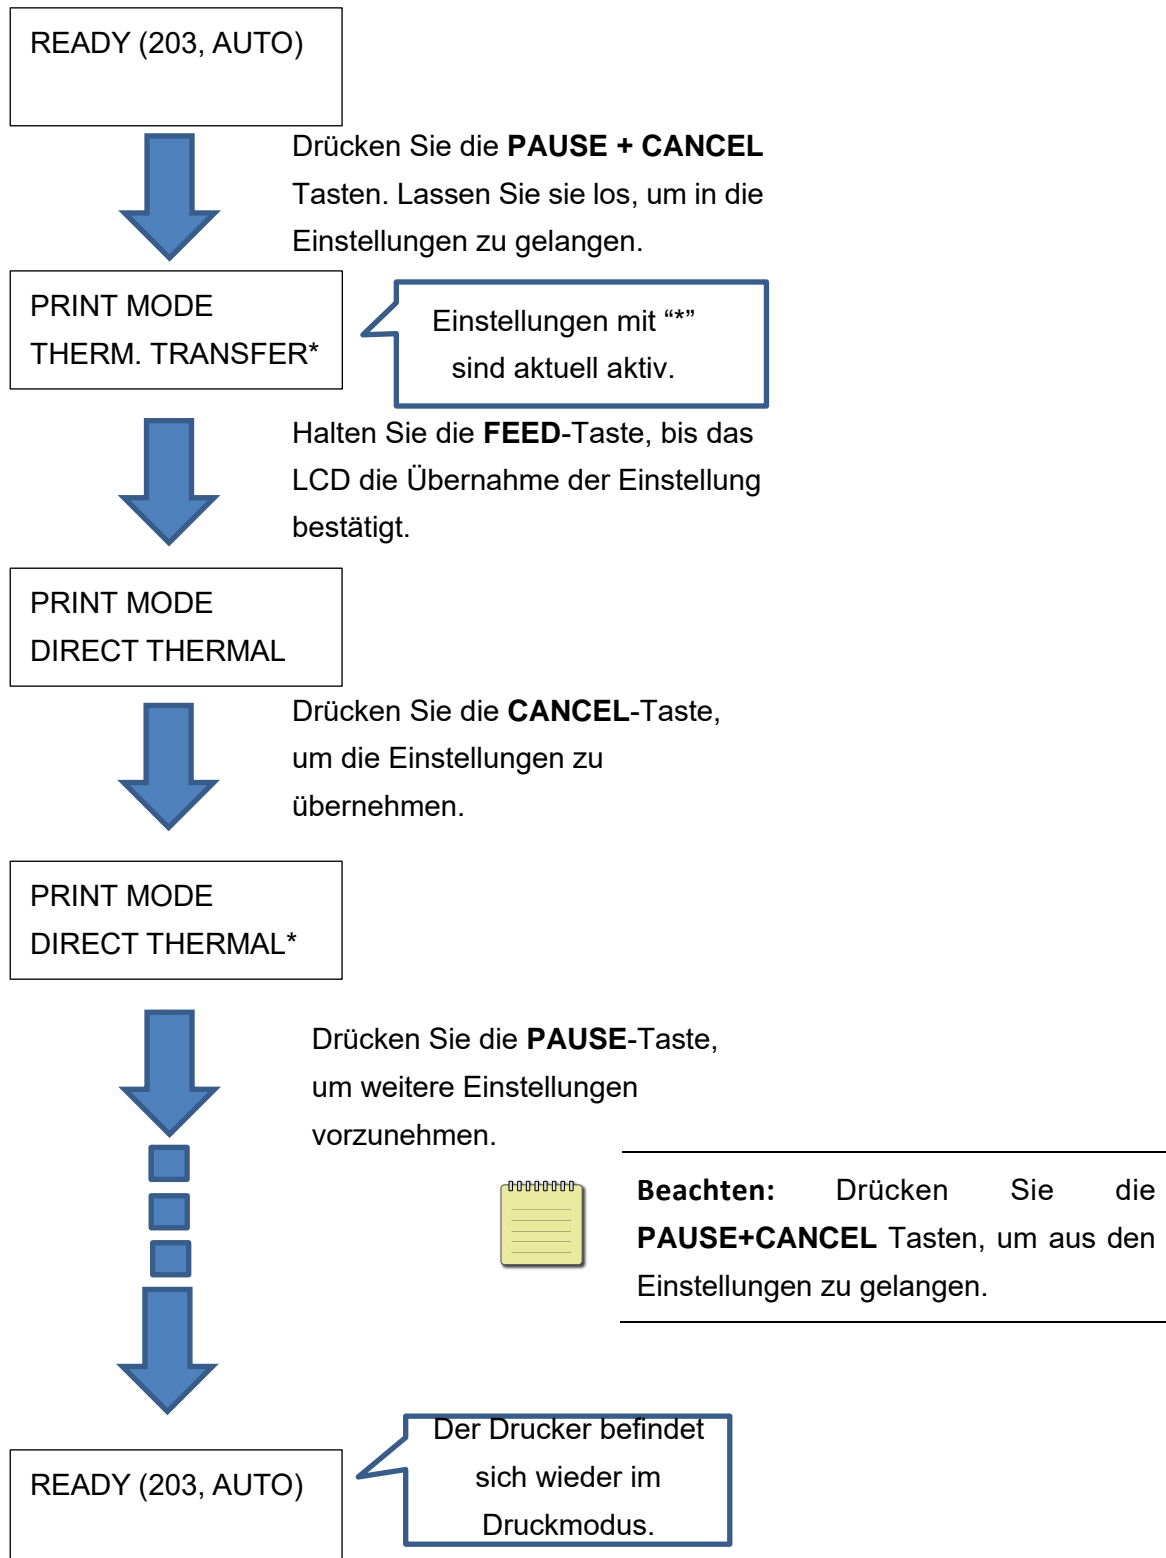 READY (203, AUTO)
Drücken Sie die PAUSE + CANCEL
Tasten. Lassen Sie sie los, um in die
Einstellungen zu gelangen.
PRINT MODE
THERM. TRANSFER*
Einstellungen mit “*”
sind aktuell aktiv.
Halten Sie die FEED-Taste, bis das
LCD die Übernahme der Einstellung
bestätigt.
PRINT MODE
DIRECT THERMAL
Drücken Sie die CANCEL-Taste,
um die Einstellungen zu
übernehmen.
PRINT MODE
DIRECT THERMAL*
Drücken Sie die PAUSE-Taste,
um weitere Einstellungen
vorzunehmen.
Beachten: Drücken Sie die
PAUSE+CANCEL Tasten, um aus den
Einstellungen zu gelangen.
Der Drucker befindet
sich wieder im
Druckmodus.
READY (203, AUTO)